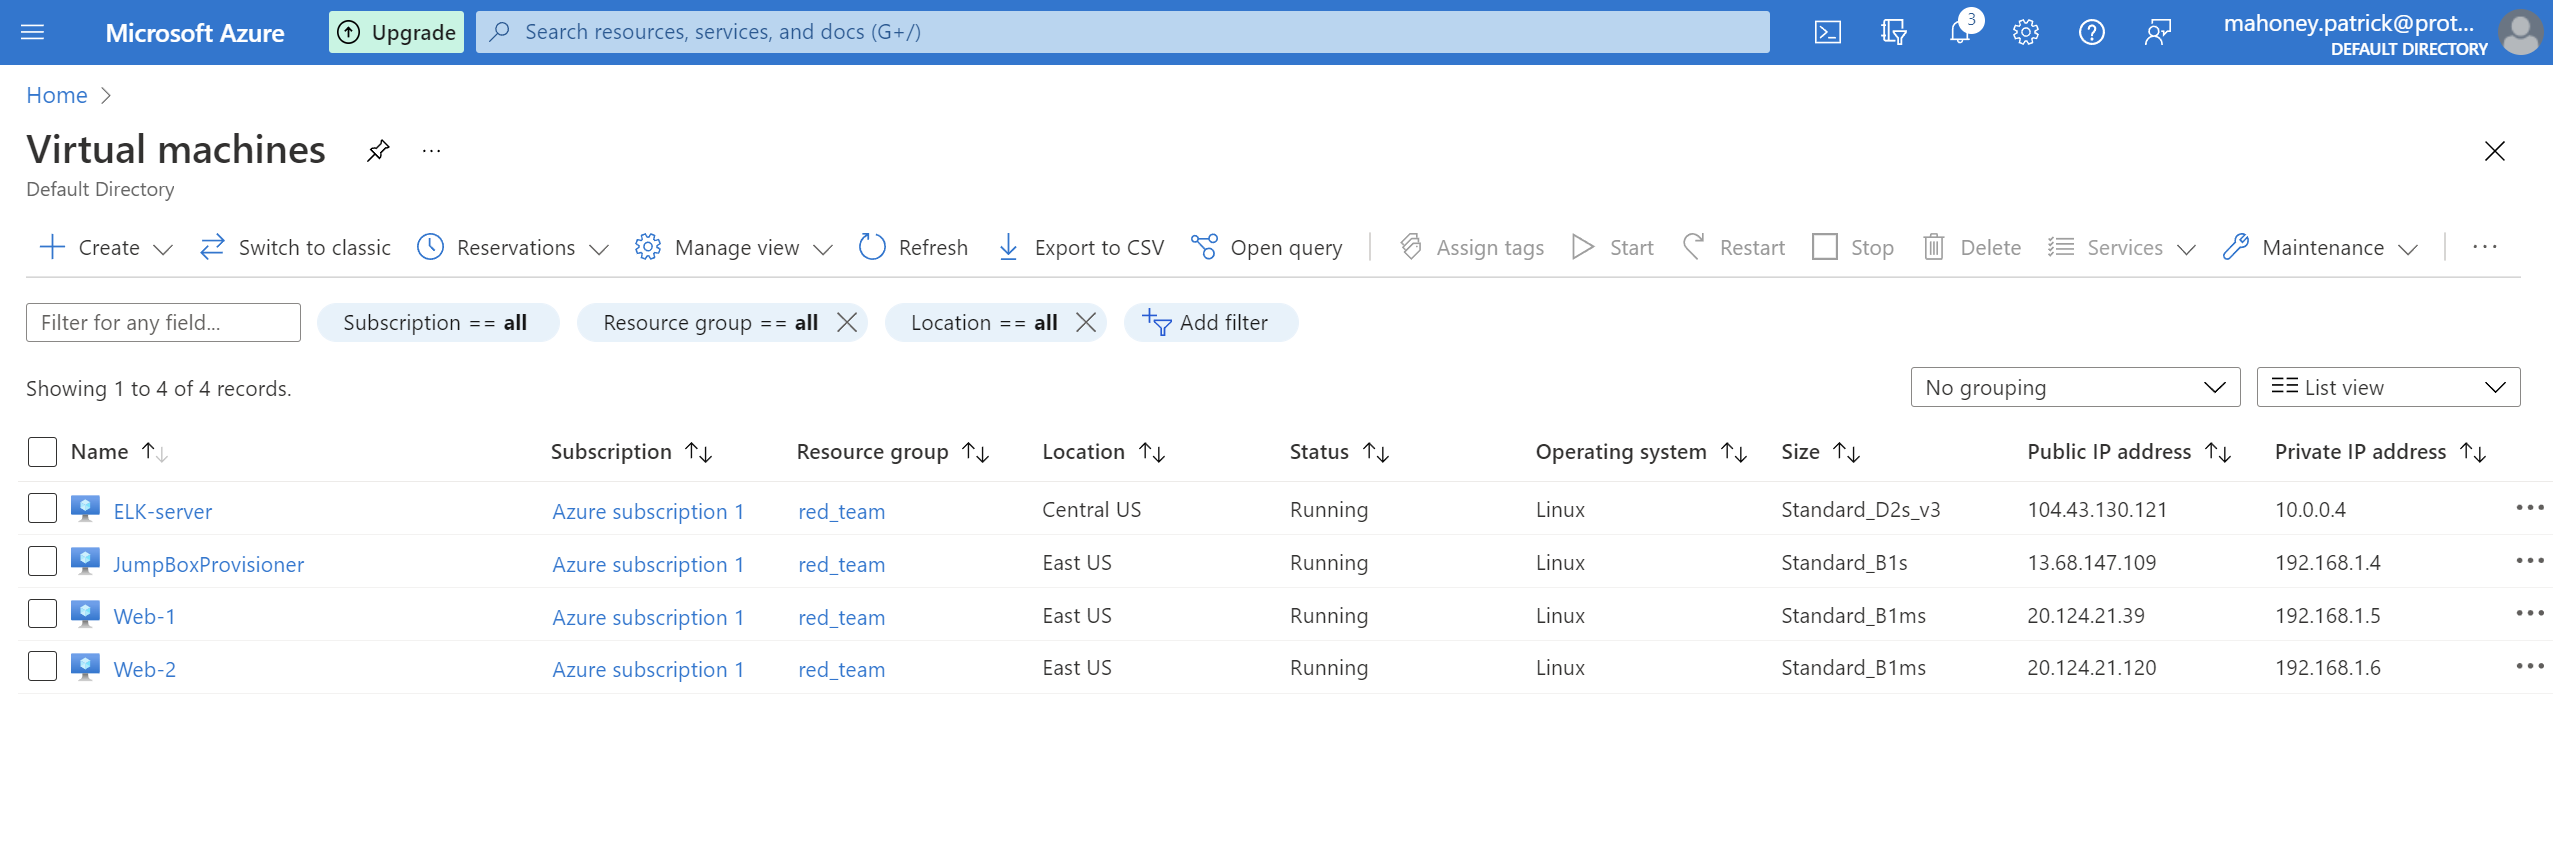 Microsoft Azure Upgrade Search resources, services, and docs (G+/) 3 mahoney.patrick@prot...
DEFAULT DIRECTORY
Home
Virtual machines ...
Default Directory
Create Switch to classic Reservations Manage view Refresh Export to CSV Open query Assign tags Start Restart Stop Delete Services Maintenance ...
Filter for any field... Subscription == all Resource group == all Location == all Add filter
Showing 1 to 4 of 4 records. No grouping List view
Name Subscription Resource group Location Status Operating system Size Public IP address Private IP address
ELK-server Azure subscription 1 red_team Central US Running Linux Standard_D2s_v3 104.43.130.121 10.0.0.4 ...
JumpBoxProvisioner Azure subscription 1 red_team East US Running Linux Standard_B1s 13.68.147.109 192.168.1.4 ...
Web-1 Azure subscription 1 red_team East US Running Linux Standard_B1ms 20.124.21.39 192.168.1.5 ...
Web-2 Azure subscription 1 red_team East US Running Linux Standard_B1ms 20.124.21.120 192.168.1.6 ...